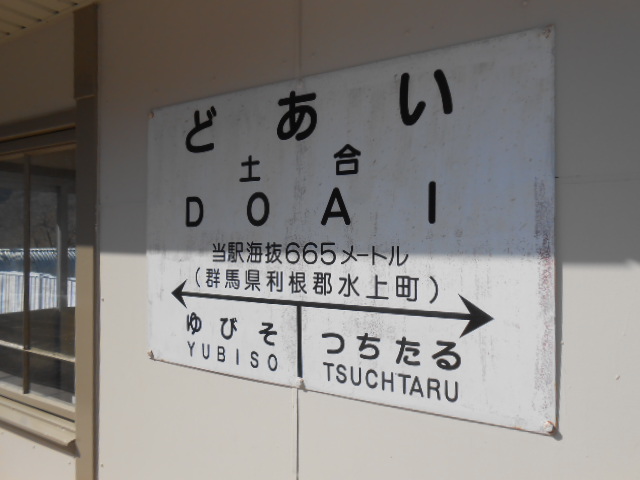 どあい
土合
DOAI
当駅海抜665メートル
(群馬県利根郡水上町)
ゆびそ つちたる
YUBISO TSUCHTARU